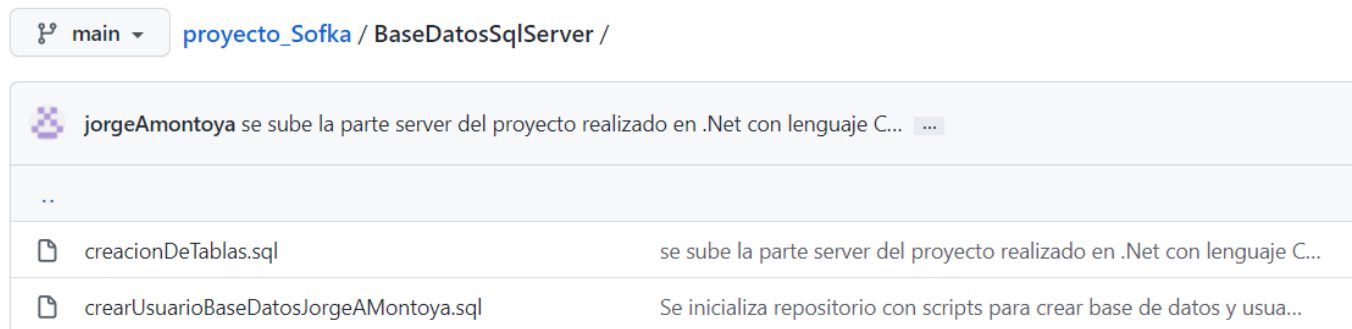 main proyecto_Sofka / BaseDatosSqlServer /
jorgeAmontoya se sube la parte server del proyecto realizado en .Net con lenguaje C... ...
..
creacionDeTablas.sql se sube la parte server del proyecto realizado en .Net con lenguaje C...
crearUsuarioBaseDatosJorgeAMontoya.sql Se inicializa repositorio con scripts para crear base de datos y usua...